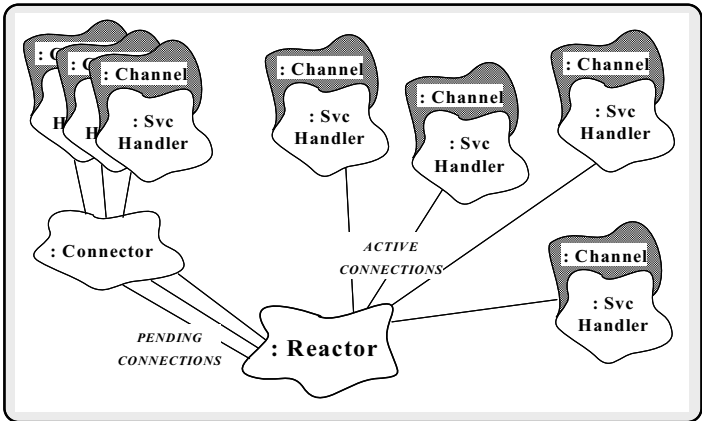 : C
: C
: Channel
H
H
: Svc
Handler
: Channel
: Svc
Handler
: Channel
: Svc
Handler
: Channel
: Svc
Handler
: Connector
ACTIVE
CONNECTIONS
: Channel
: Svc
Handler
PENDING
CONNECTIONS
: Reactor